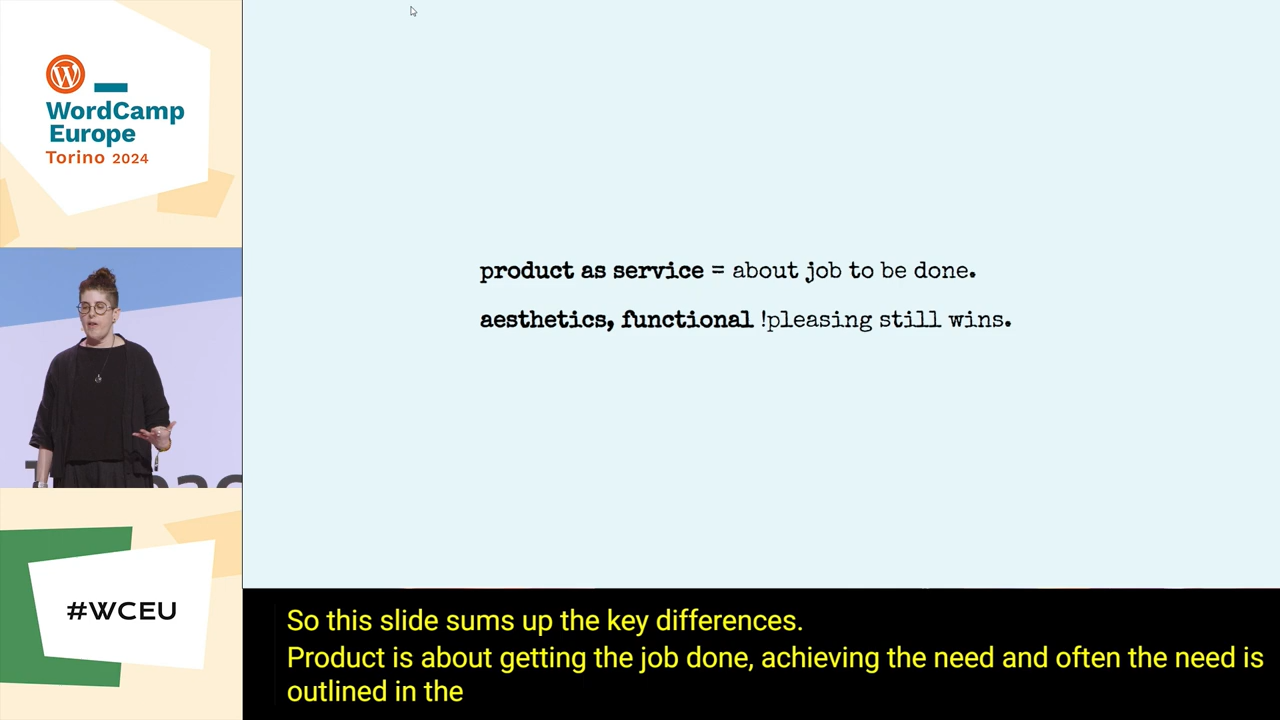 WordCamp
Europe
Torino 2024
product as service = about job to be done.
aesthetics, functional !pleasing still wins.
#WCEU
So this slide sums up the key differences.
Product is about getting the job done, achieving the need and often the need is
outlined in the